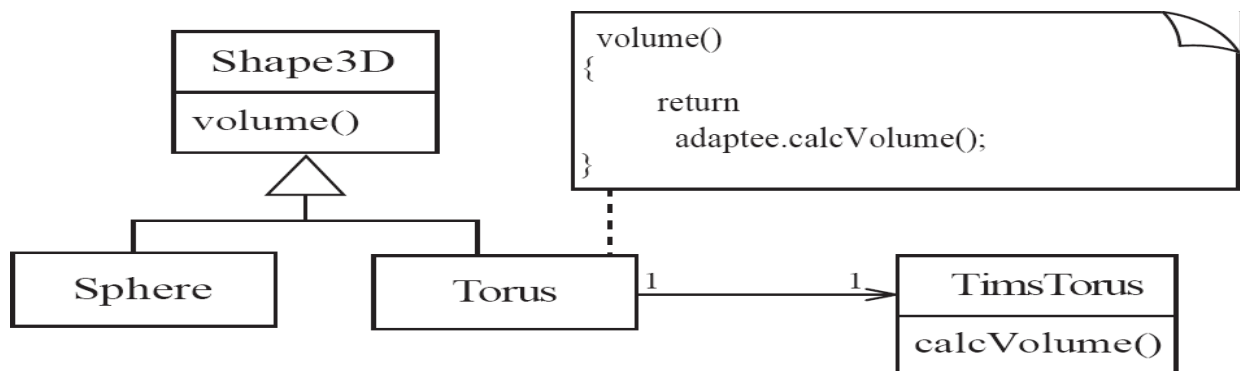 Shape3D
volume()
volume()
{
return
adaptee.calcVolume();
}
Sphere
Torus
1
1
TimsTorus
calcVolume()